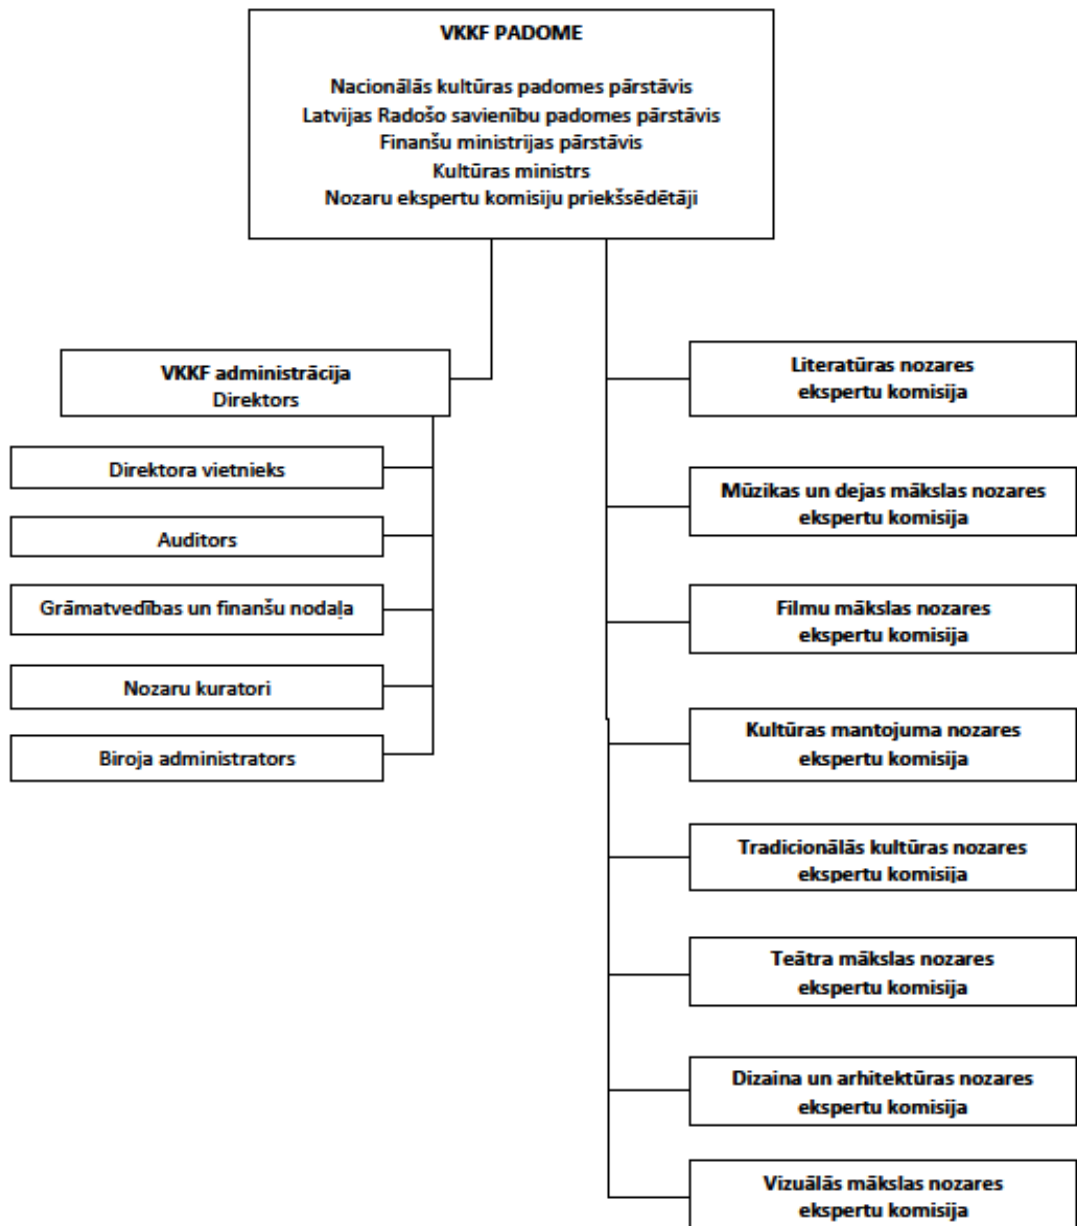 VKKF PADOME
Nacionālās kultūras padomes pārstāvis
Latvijas Radošo savienību padomes pārstāvis
Finanšu ministrijas pārstāvis
Kultūras ministrs
Nozaru ekspertu komisiju priekšsēdētāji
VKKF administrācija
Direktors
Direktora vietnieks
Auditors
Grāmatvedības un finanšu nodaļa
Nozaru kuratori
Biroja administrators
Literatūras nozares
ekspertu komisija
Mūzikas un dejas mākslas nozares
ekspertu komisija
Filmu mākslas nozares
ekspertu komisija
Kultūras mantojuma nozares
ekspertu komisija
Tradicionālās kultūras nozares
ekspertu komisija
Teātra mākslas nozares
ekspertu komisija
Dizaina un arhitektūras nozares
ekspertu komisija
Vizuālās mākslas nozares
ekspertu komisija